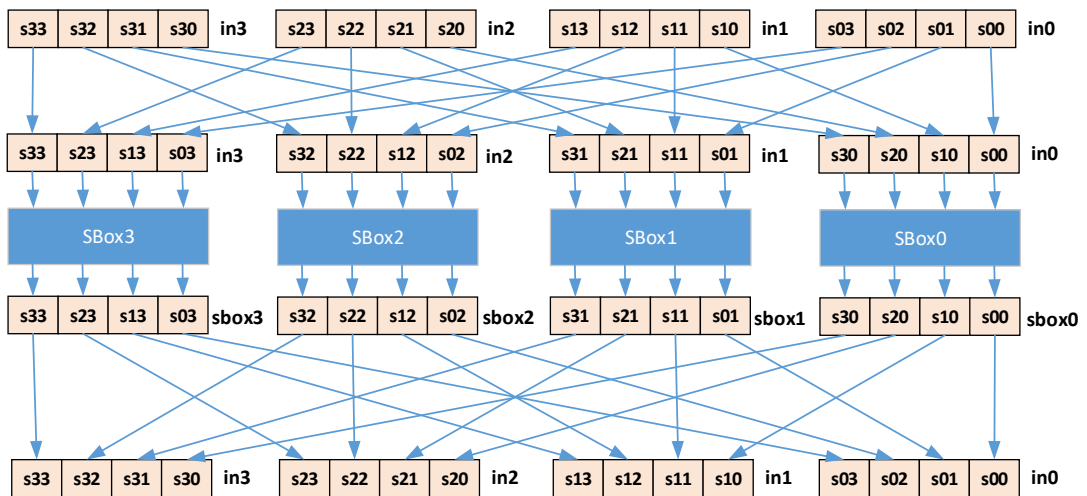 s33 s32 s31 s30 in3 s23 s22 s21 s20 in2 s13 s12 s11 s10 in1 s03 s02 s01 s00 in0
s33 s23 s13 s03 in3 s32 s22 s12 s02 in2 s31 s21 s11 s01 in1 s30 s20 s10 s00 in0
SBox3 SBox2 SBox1 SBox0
s33 s23 s13 s03 sbox3 s32 s22 s12 s02 sbox2 s31 s21 s11 s01 sbox1 s30 s20 s10 s00 sbox0
s33 s32 s31 s30 in3 s23 s22 s21 s20 in2 s13 s12 s11 s10 in1 s03 s02 s01 s00 in0